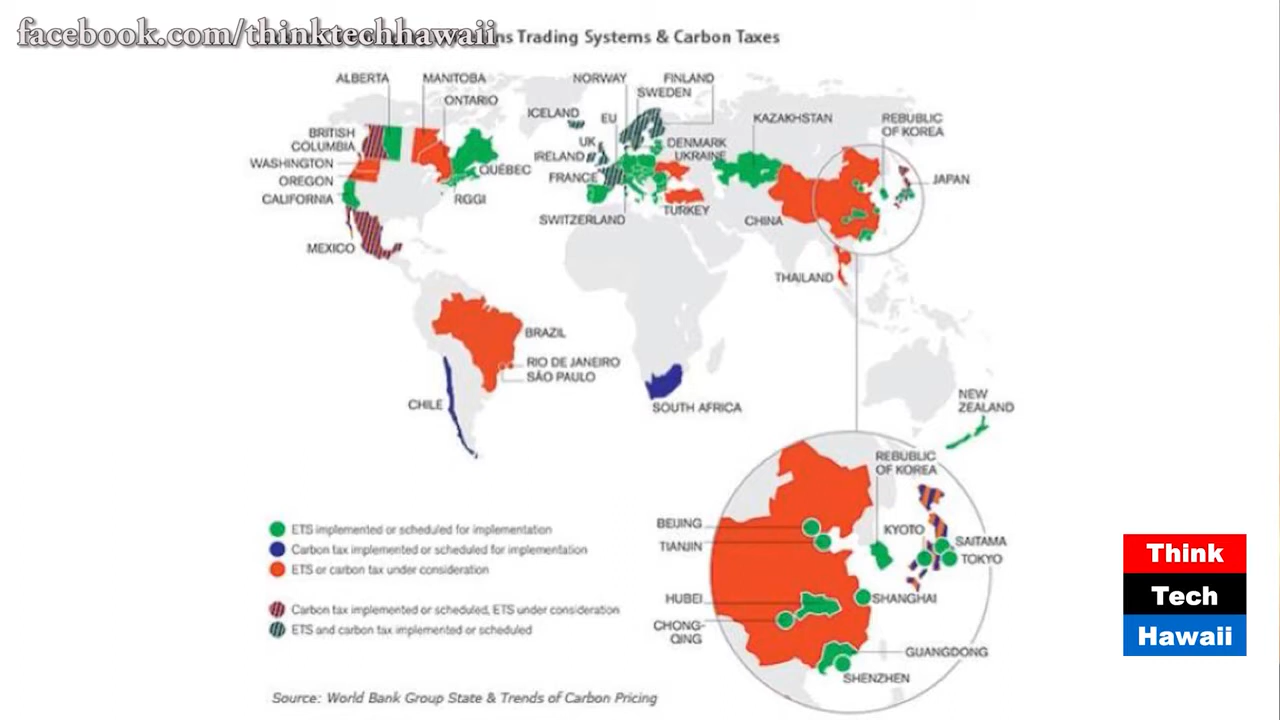 facebook.com/thinktechhawaii
Trading Systems & Carbon Taxes
ALBERTA
MANITOBA
ONTARIO
BRITISH
COLUMBIA
WASHINGTON
OREGON
CALIFORNIA
QUÉBEC
RGGI
MEXICO
NORWAY
FINLAND
SWEDEN
ICELAND
EU
UK
IRELAND
FRANCE
DENMARK
UKRAINE
SWITZERLAND
TURKEY
KAZAKHSTAN
REBUBLIC
OF KOREA
JAPAN
CHINA
THAILAND
BRAZIL
RIO DE JANEIRO
SÃO PAULO
CHILE
SOUTH AFRICA
NEW
ZEALAND
REBUBLIC
OF KOREA
BEIJING
TIANJIN
KYOTO
SAITAMA
TOKYO
HUBEI
SHANGHAI
CHONG-
QING
GUANGDONG
SHENZHEN
ETS implemented or scheduled for implementation
Carbon tax implemented or scheduled for implementation
ETS or carbon tax under consideration
Carbon tax implemented or scheduled, ETS under consideration
ETS and carbon tax implemented or scheduled
Source: World Bank Group State & Trends of Carbon Pricing
Think
Tech
Hawaii